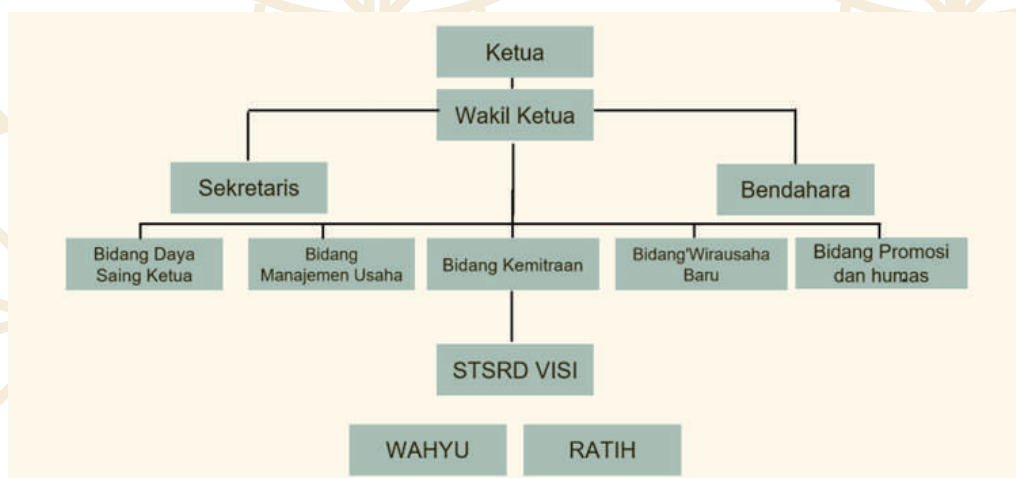 Ketua
Wakil Ketua
Sekretaris
Bendahara
Bidang Daya
Saing Ketua
Bidang
Manajemen Usaha
Bidang Kemitraan
Bidang'Wirausaha
Baru
Bidang Promosi
dan humas
STSRD VISI
WAHYU
RATIH